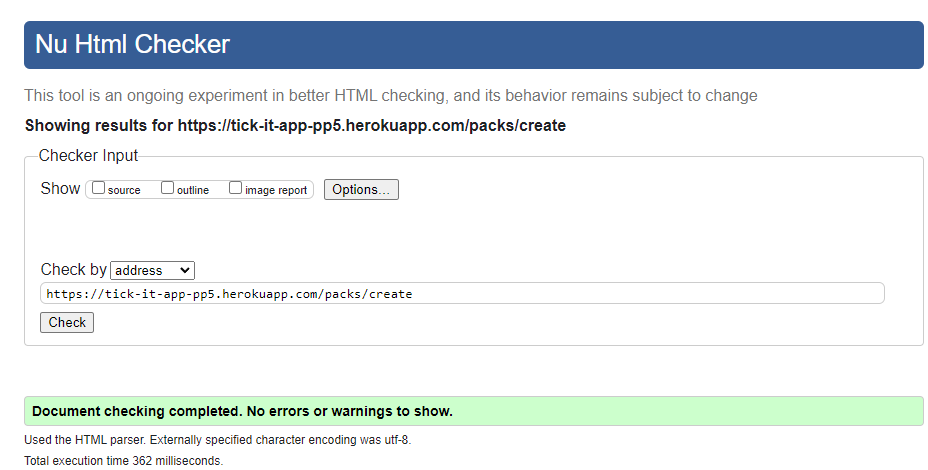 Nu Html Checker
This tool is an ongoing experiment in better HTML checking, and its behavior remains subject to change
Showing results for https://tick-it-app-pp5.herokuapp.com/packs/create
Checker Input
Show source outline image report Options...
Check by address
https://tick-it-app-pp5.herokuapp.com/packs/create
Check
Document checking completed. No errors or warnings to show.
Used the HTML parser. Externally specified character encoding was utf-8.
Total execution time 362 milliseconds.